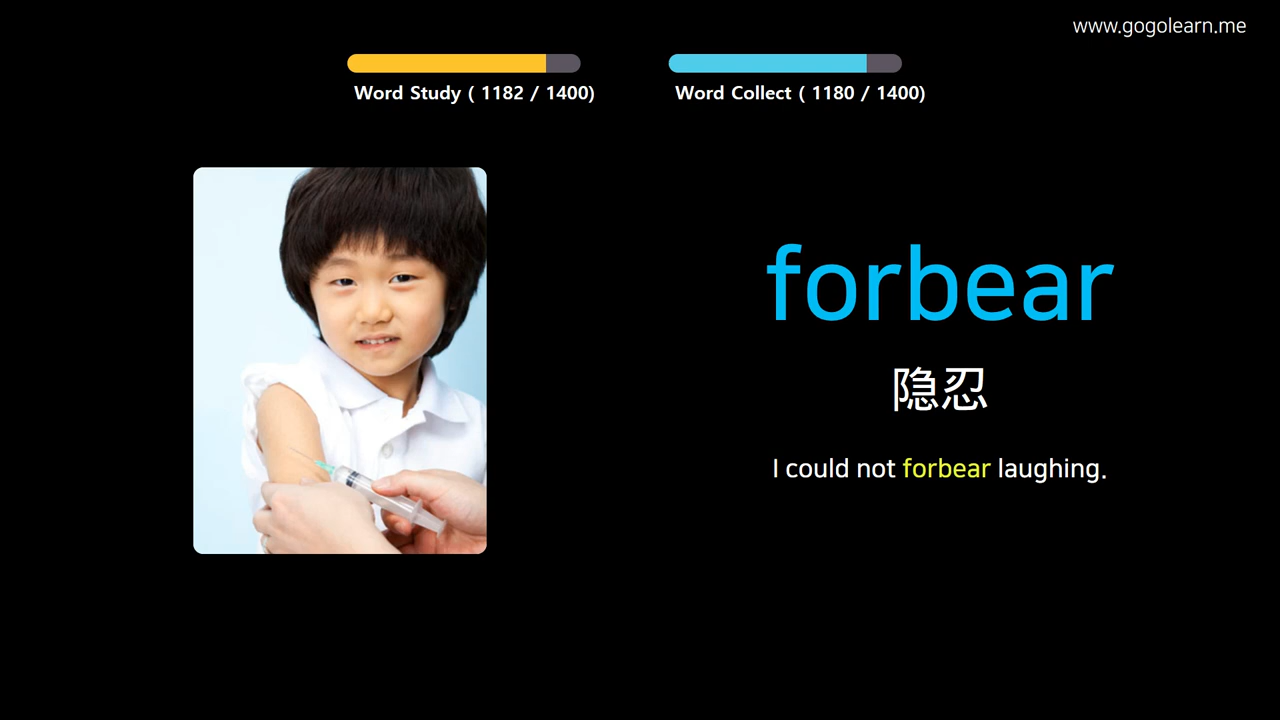 www.gogolearn.me
Word Study ( 1182 / 1400)
Word Collect ( 1180 / 1400)
forbear
隐忍
I could not forbear laughing.